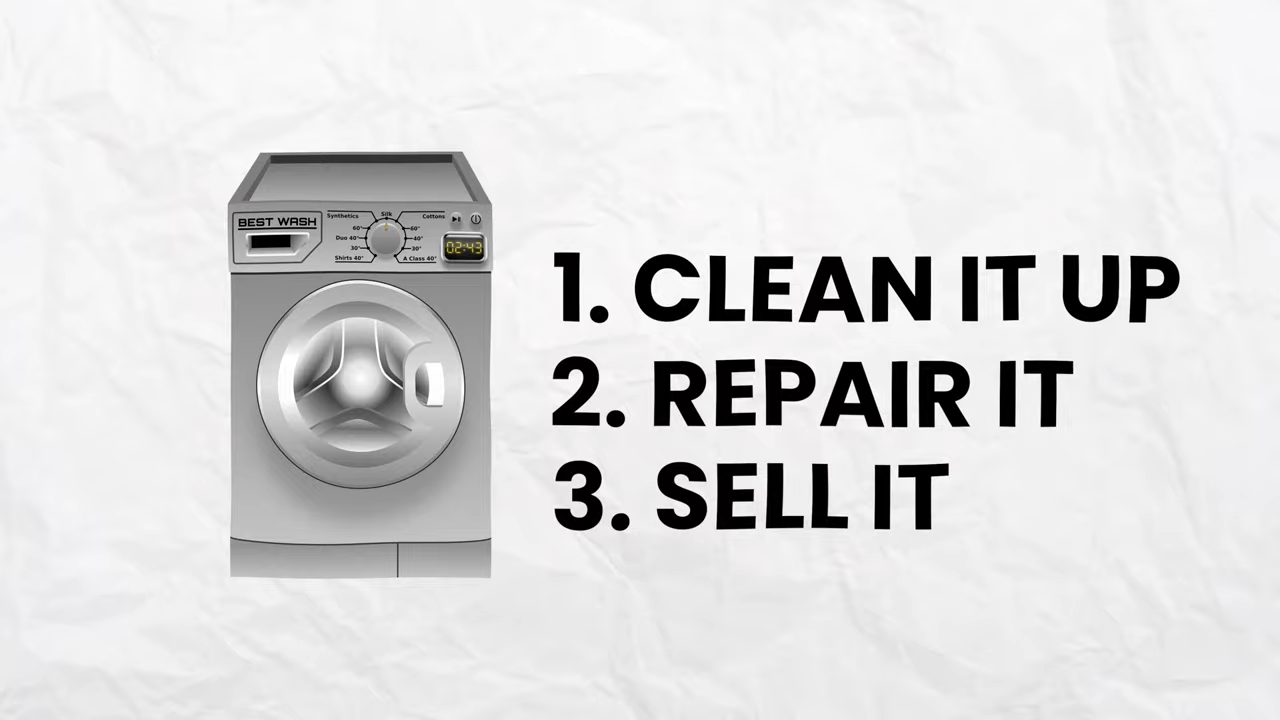 BEST WASH
Synthetics Silk Cottons
60° 60°
Duo 40° 40°
30° 30°
Shirts 40° A Class 40°
02:43
1. CLEAN IT UP
2. REPAIR IT
3. SELL IT